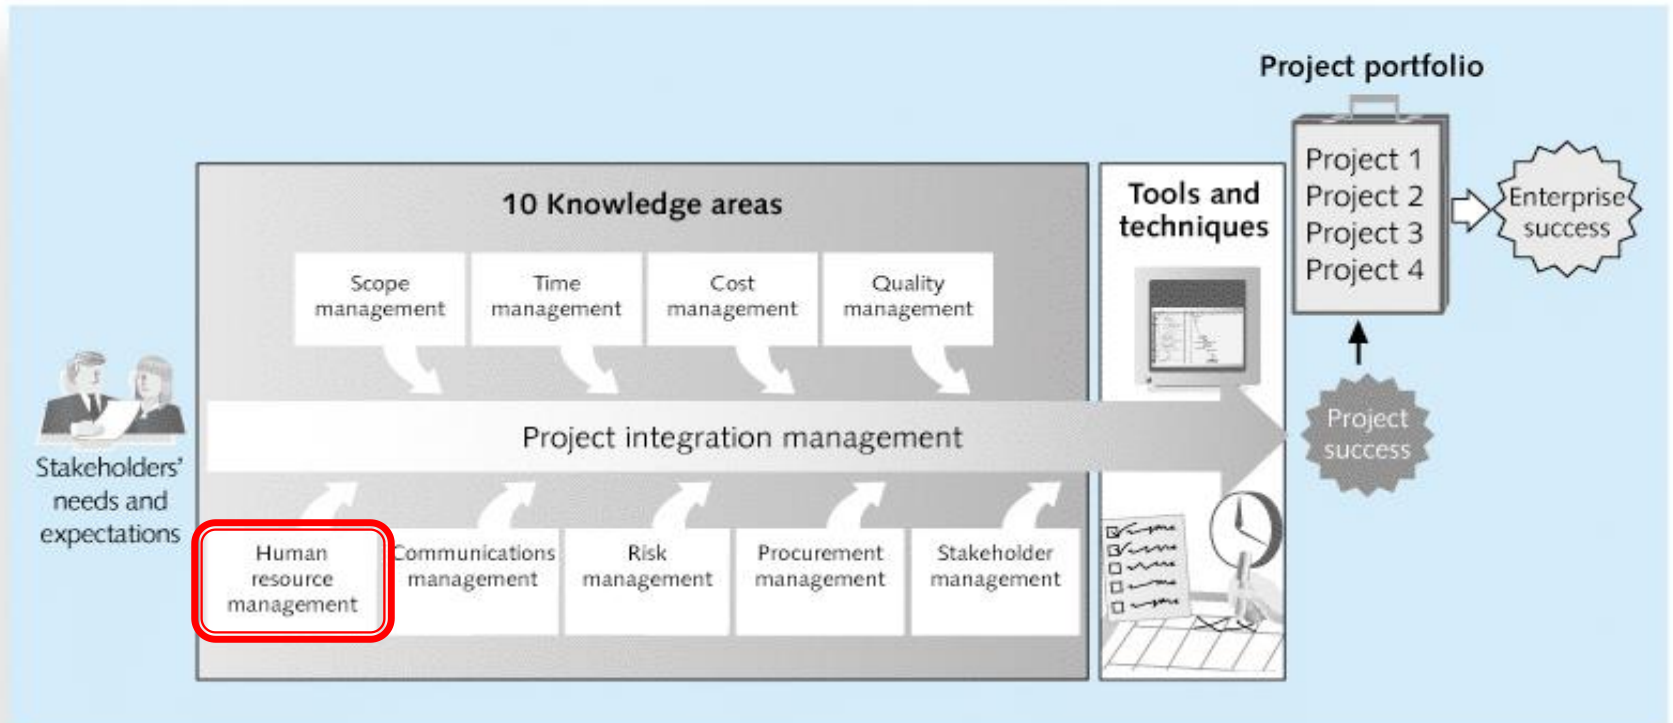 Project portfolio
Project 1
Project 2
Project 3
Project 4
Enterprise
success
10 Knowledge areas
Tools and
techniques
Scope
management
Time
management
Cost
management
Quality
management
Stakeholders'
needs and
expectations
Project integration management
Project
success
Human
resource
management
Communications
management
Risk
management
Procurement
management
Stakeholder
management